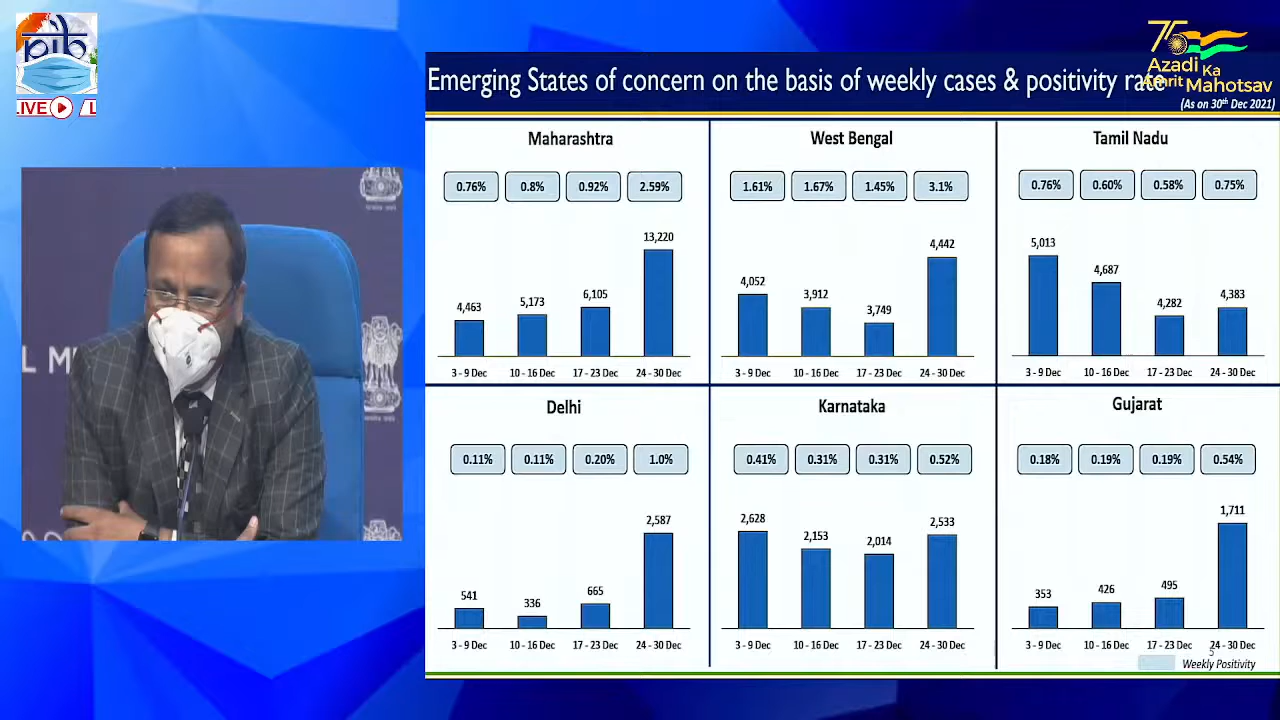 pib
LIVE
L
75
Azadi
Ka
Amrit
Mahotsav
Emerging States of concern on the basis of weekly cases & positivity rate
(As on 30th Dec 2021)
Maharashtra
0.76% 0.8% 0.92% 2.59%
4,463 5,173 6,105 13,220
3 - 9 Dec 10 - 16 Dec 17 - 23 Dec 24 - 30 Dec
West Bengal
1.61% 1.67% 1.45% 3.1%
4,052 3,912 3,749 4,442
3 - 9 Dec 10 - 16 Dec 17 - 23 Dec 24 - 30 Dec
Tamil Nadu
0.76% 0.60% 0.58% 0.75%
5,013 4,687 4,282 4,383
3 - 9 Dec 10 - 16 Dec 17 - 23 Dec 24 - 30 Dec
Delhi
0.11% 0.11% 0.20% 1.0%
541 336 665 2,587
3 - 9 Dec 10 - 16 Dec 17 - 23 Dec 24 - 30 Dec
Karnataka
0.41% 0.31% 0.31% 0.52%
2,628 2,153 2,014 2,533
3 - 9 Dec 10 - 16 Dec 17 - 23 Dec 24 - 30 Dec
Gujarat
0.18% 0.19% 0.19% 0.54%
353 426 495 1,711
3 - 9 Dec 10 - 16 Dec 17 - 23 Dec 24 - 30 Dec
5
Weekly Positivity
L M